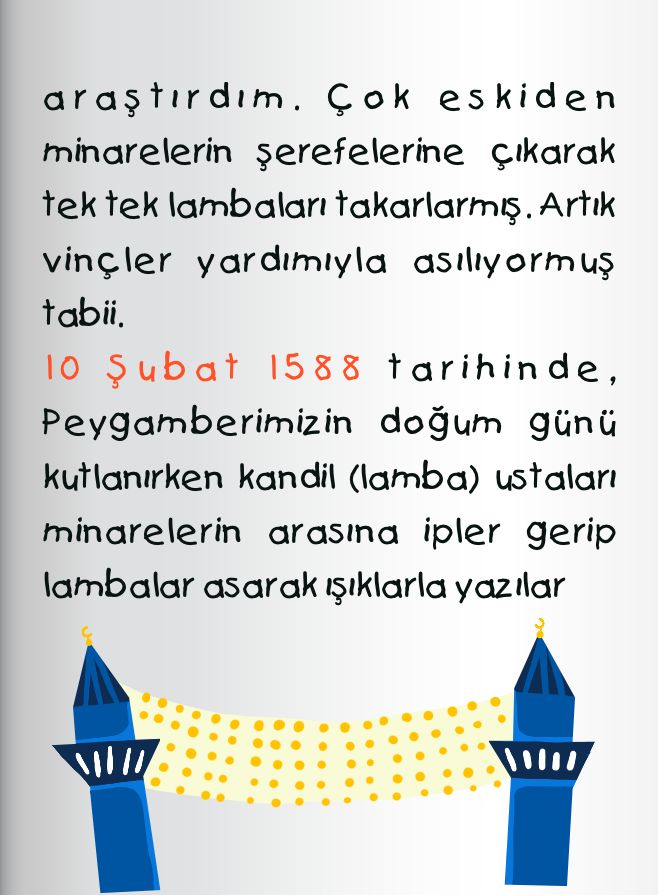 araştırdım. Çok eskiden
minarelerin şerefelerine çıkarak
tek tek lambaları takarlarmış. Artık
vinçler yardımıyla asılıyormuş
tabii.
10 Şubat 1588 tarihinde,
Peygamberimizin doğum günü
kutlanırken kandil (lamba) ustaları
minarelerin arasına ipler gerip
lambalar asarak ışıklarla yazılar